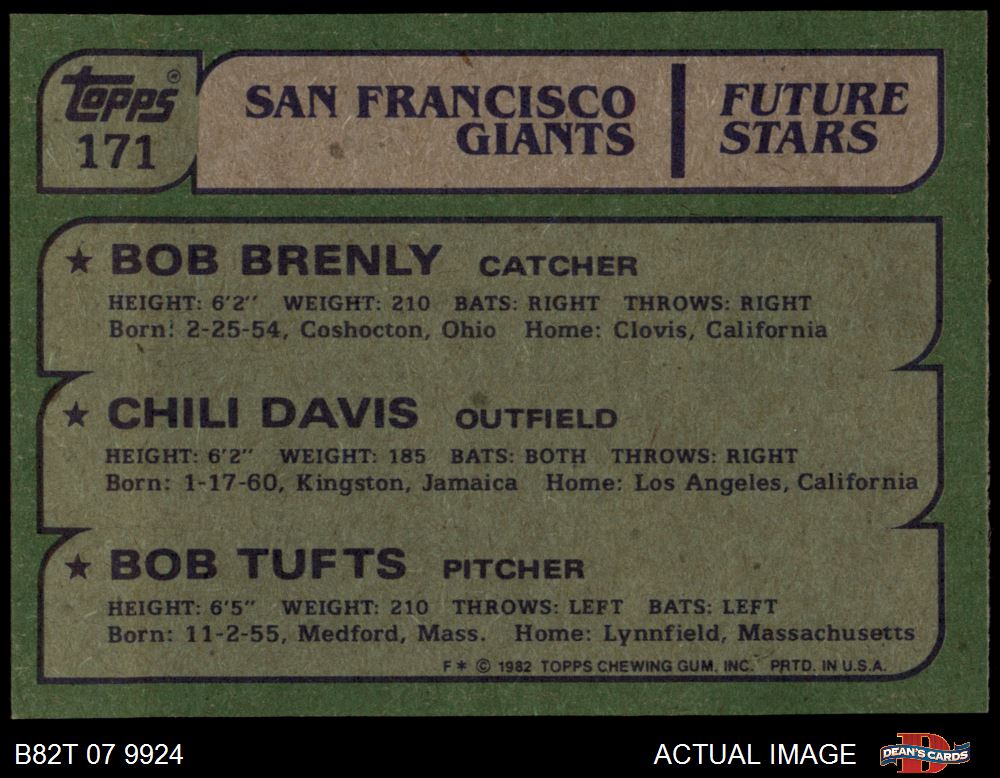 Topps®
171
SAN FRANCISCO
GIANTS
FUTURE
STARS
★ BOB BRENLY CATCHER
HEIGHT: 6'2" WEIGHT: 210 BATS: RIGHT THROWS: RIGHT
Born: 2-25-54, Coshocton, Ohio Home: Clovis, California
★ CHILI DAVIS OUTFIELD
HEIGHT: 6'2" WEIGHT: 185 BATS: BOTH THROWS: RIGHT
Born: 1-17-60, Kingston, Jamaica Home: Los Angeles, California
★ BOB TUFTS PITCHER
HEIGHT: 6'5" WEIGHT: 210 THROWS: LEFT BATS: LEFT
Born: 11-2-55, Medford, Mass. Home: Lynnfield, Massachusetts
F* © 1982 TOPPS CHEWING GUM, INC. PRTD. IN U.S.A.
B82T 07 9924
ACTUAL IMAGE
DEAN'S CARDS